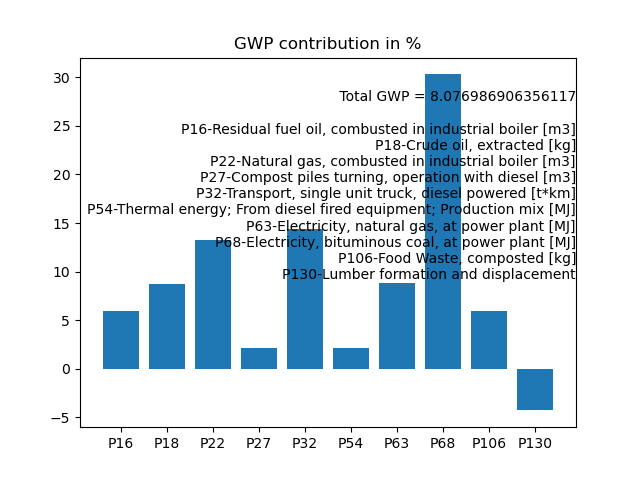 GWP contribution in %
30
25
20
15
10
5
0
−5
Total GWP = 8.076986906356117
P16-Residual fuel oil, combusted in industrial boiler [m3]
P18-Crude oil, extracted [kg]
P22-Natural gas, combusted in industrial boiler [m3]
P27-Compost piles turning, operation with diesel [m3]
P32-Transport, single unit truck, diesel powered [t*km]
P54-Thermal energy; From diesel fired equipment; Production mix [MJ]
P63-Electricity, natural gas, at power plant [MJ]
P68-Electricity, bituminous coal, at power plant [MJ]
P106-Food Waste, composted [kg]
P130-Lumber formation and displacement
P16 P18 P22 P27 P32 P54 P63 P68 P106 P130